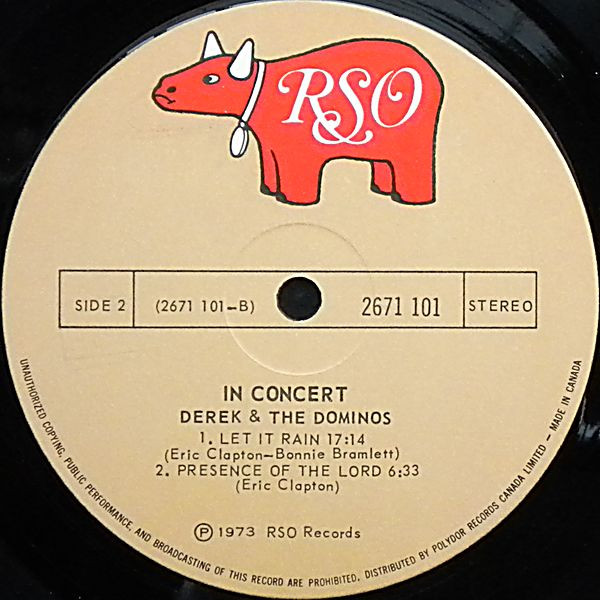 RSO
SIDE 2
(2671 101-B)
2671 101
STEREO
IN CONCERT
DEREK & THE DOMINOS
1. LET IT RAIN 17:14
(Eric Clapton-Bonnie Bramlett)
2. PRESENCE OF THE LORD 6:33
(Eric Clapton)
℗ 1973 RSO Records
UNAUTHORIZED COPYING, PUBLIC PERFORMANCE, AND BROADCASTING OF THIS RECORD ARE PROHIBITED. DISTRIBUTED BY POLYDOR RECORDS CANADA LIMITED – MADE IN CANADA